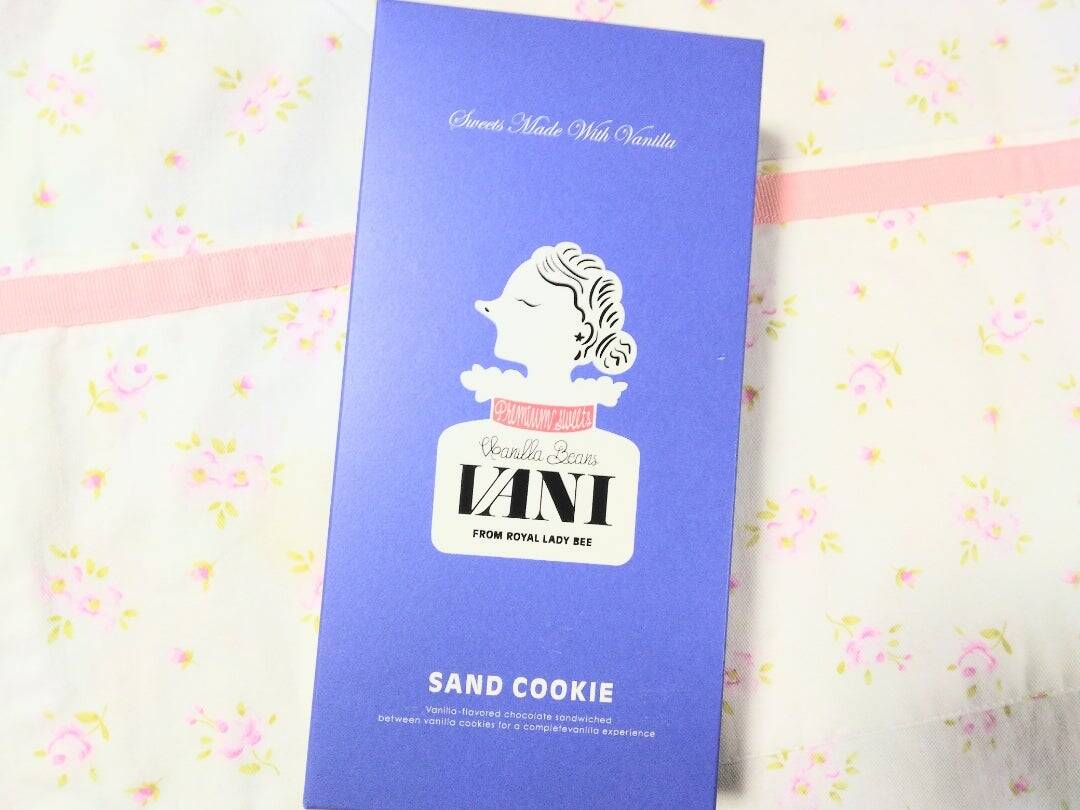 Sweets Made With Vanilla
Premium sweets
Vanilla Beans
VANI
FROM ROYAL LADY BEE
SAND COOKIE
Vanilla-flavored chocolate sandwiched
between vanilla cookies for a completevanilla experience